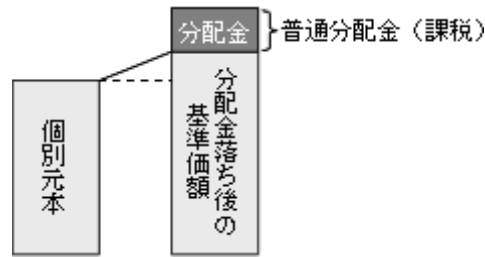 分配金
普通分配金（課税）
個別元本
分配金落ち後の
基準価額